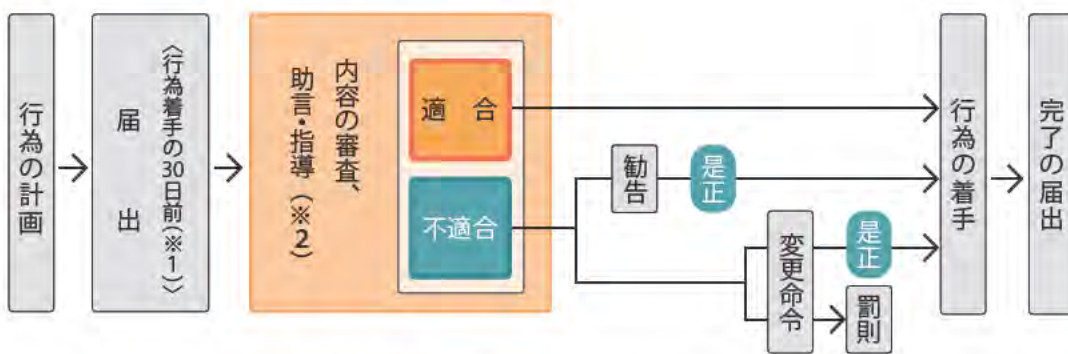 行為の計画
届出
〈行為着手の30日前(※1)〉
内容の審査、
助言・指導(※2)
適合
不適合
勧告
是正
変更命令
是正
罰則
行為の着手
完了の届出